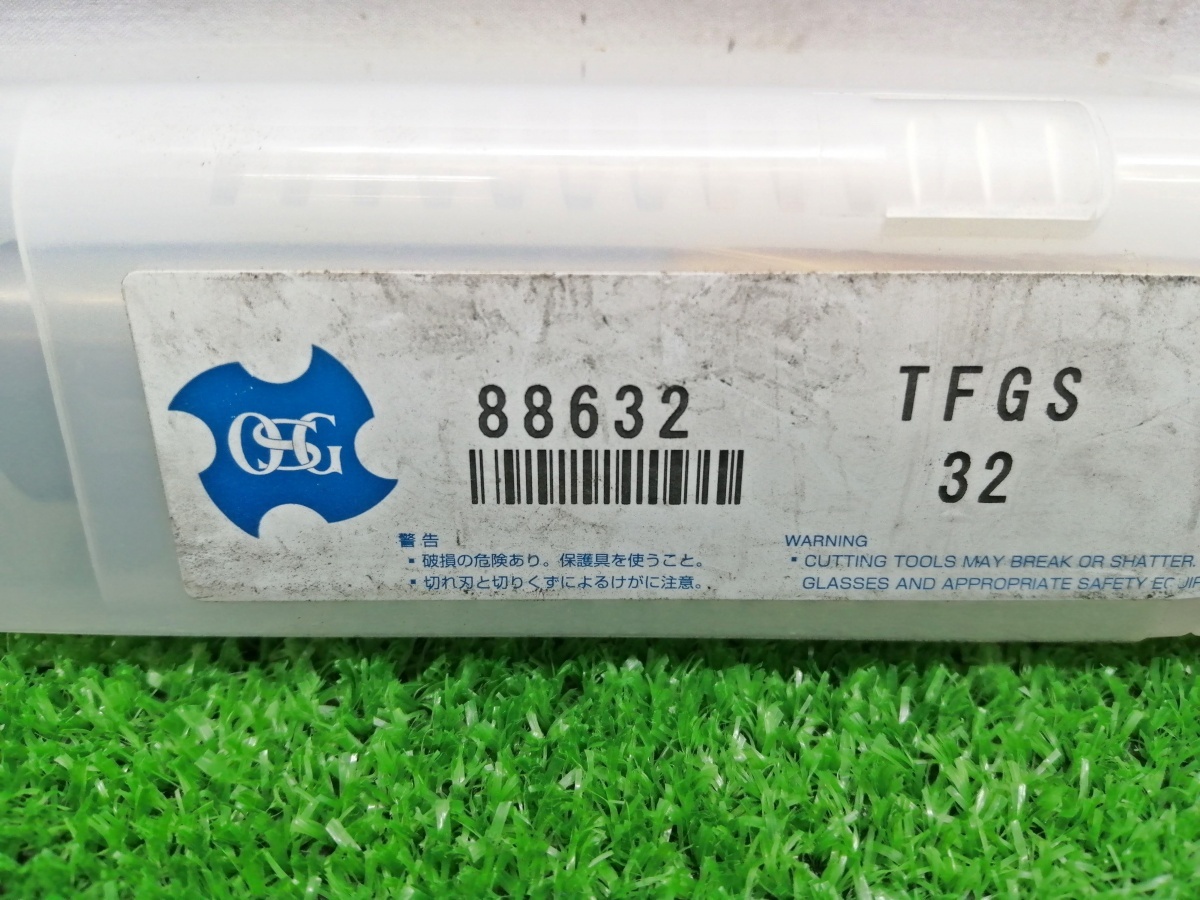 OSG
88632
TFGS
32
警告
▪ 破損の危険あり。保護具を使うこと。
▪ 切れ刃と切りくずによるけがに注意。
WARNING
▪ CUTTING TOOLS MAY BREAK OR SHATTER.
GLASSES AND APPROPRIATE SAFETY